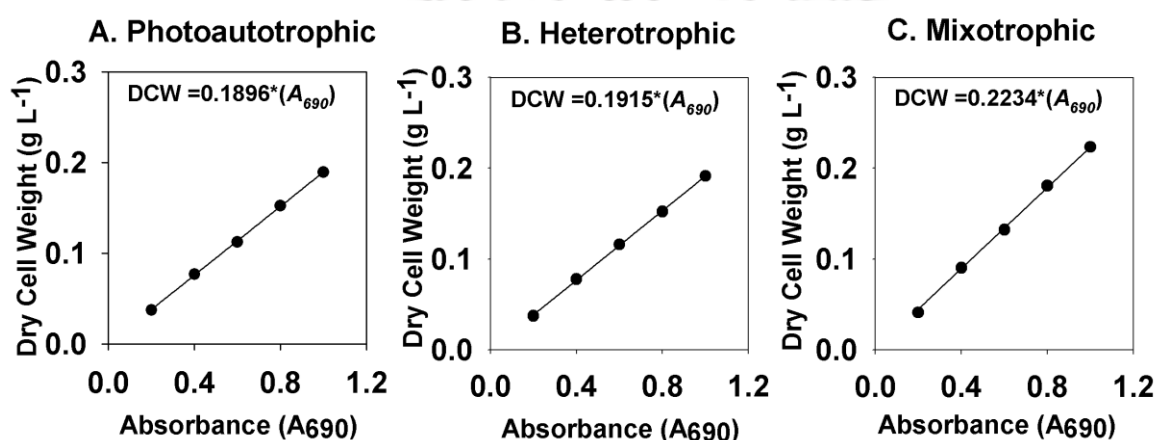 A. Photoautotrophic
DCW =0.1896*(A690)
Dry Cell Weight (g L-1)
0.3
0.2
0.1
0.0
0.0 0.4 0.8 1.2
Absorbance (A690)
B. Heterotrophic
DCW =0.1915*(A690)
Dry Cell Weight (g L-1)
0.3
0.2
0.1
0.0
0.0 0.4 0.8 1.2
Absorbance (A690)
C. Mixotrophic
DCW =0.2234*(A690)
Dry Cell Weight (g L-1)
0.3
0.2
0.1
0.0
0.0 0.4 0.8 1.2
Absorbance (A690)